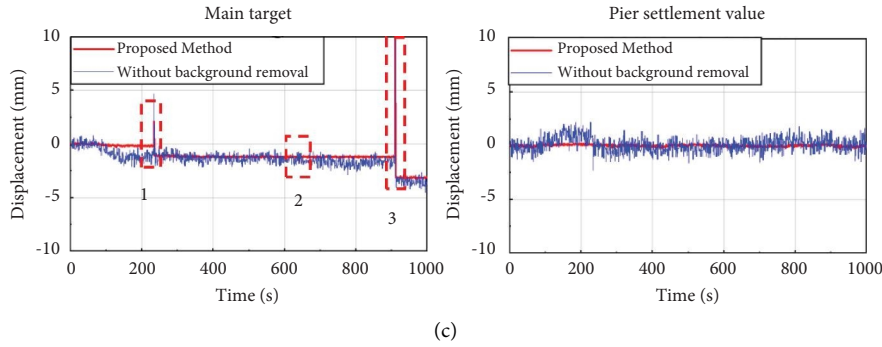 Main target
10
5
0
-5
-10
Displacement (mm)
Proposed Method
Without background removal
1
2
3
0 200 400 600 800 1000
Time (s)
Pier settlement value
10
5
0
-5
-10
Displacement (mm)
Proposed Method
Without background removal
0 200 400 600 800 1000
Time (s)
(c)